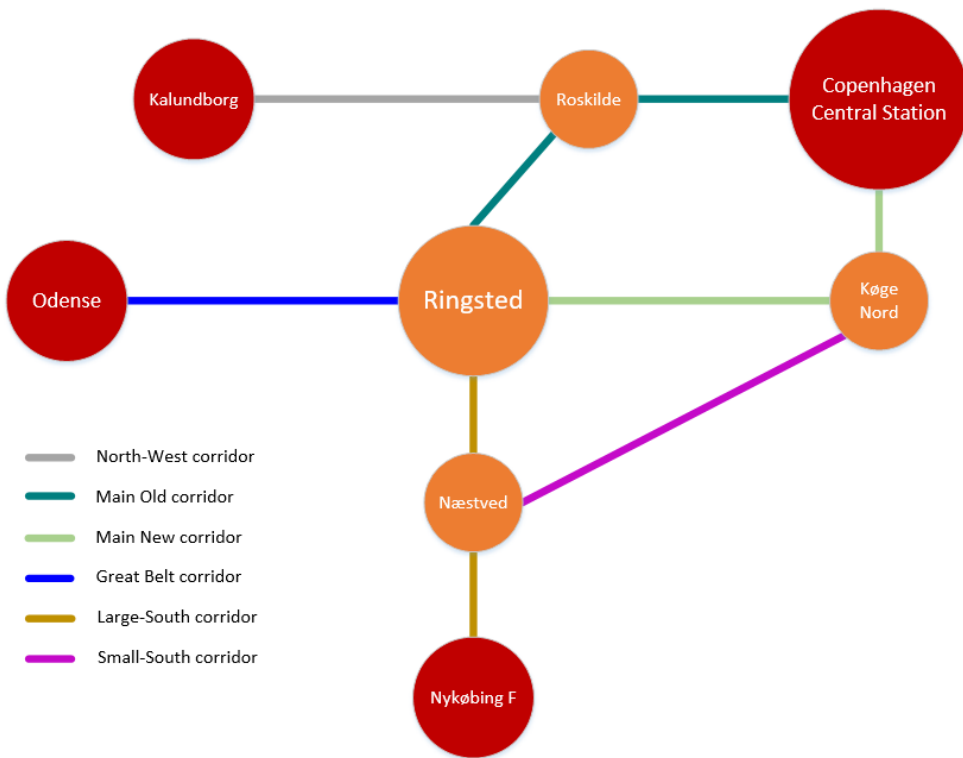 Kalundborg
Roskilde
Copenhagen
Central Station
Odense
Ringsted
Køge
Nord
Næstved
Nykøbing F
North-West corridor
Main Old corridor
Main New corridor
Great Belt corridor
Large-South corridor
Small-South corridor